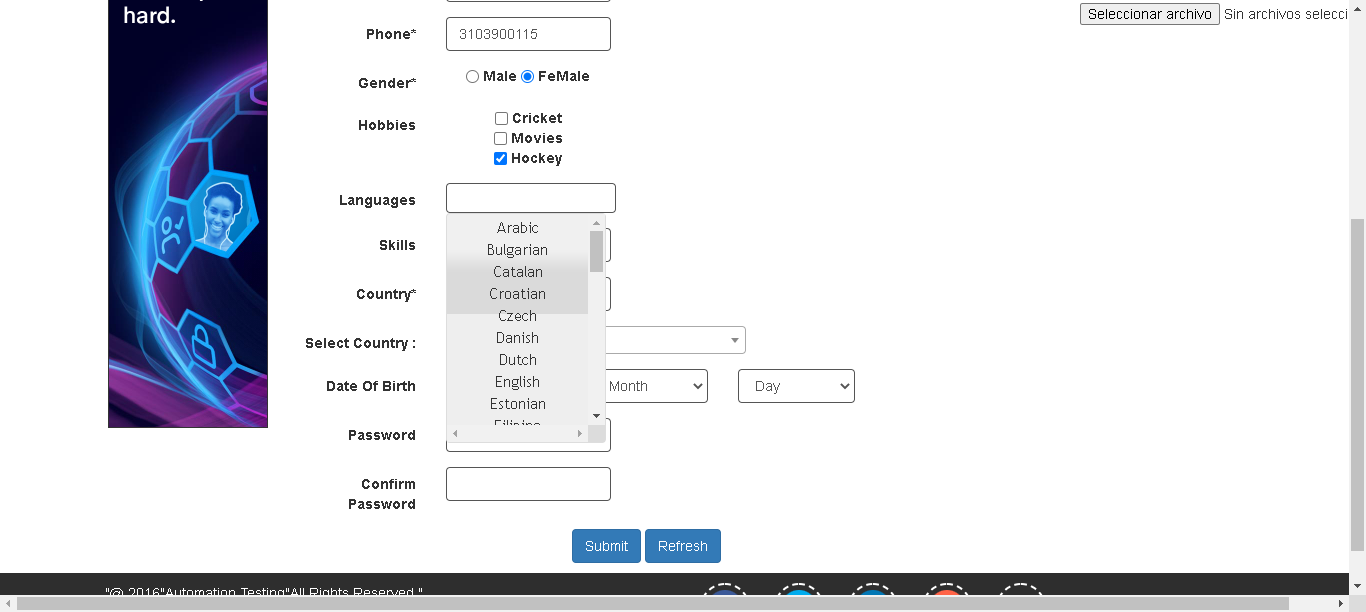 hard.
Seleccionar archivo Sin archivos selecci
Phone*
3103900115
Gender*
Male FeMale
Hobbies
Cricket
Movies
Hockey
Languages
Arabic
Bulgarian
Catalan
Croatian
Czech
Danish
Dutch
English
Estonian
Filipino
Skills
Country*
Select Country :
Date Of Birth
Month
Day
Password
Confirm
Password
Submit Refresh
"@ 2016"Automation Testing"All Rights Reserved."